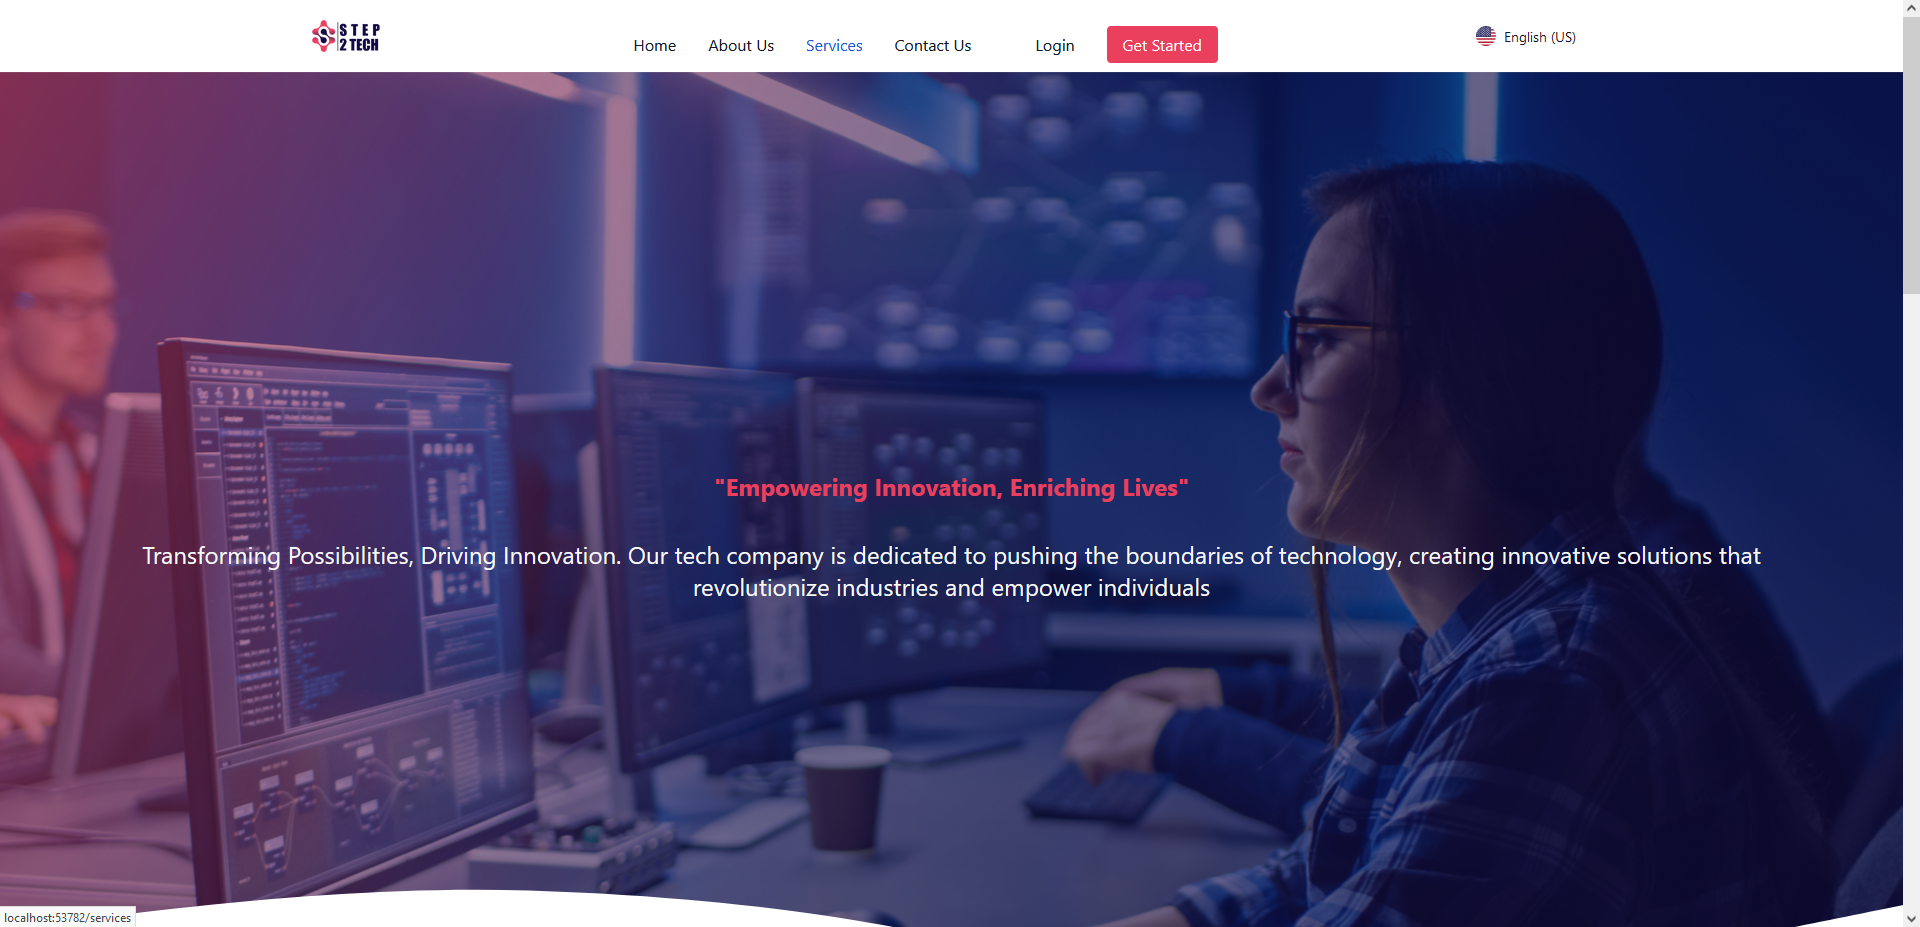 STEP
2 TECH
Home
About Us
Services
Contact Us
Login
Get Started
English (US)
"Empowering Innovation, Enriching Lives"
Transforming Possibilities, Driving Innovation. Our tech company is dedicated to pushing the boundaries of technology, creating innovative solutions that
revolutionize industries and empower individuals
localhost:53782/services